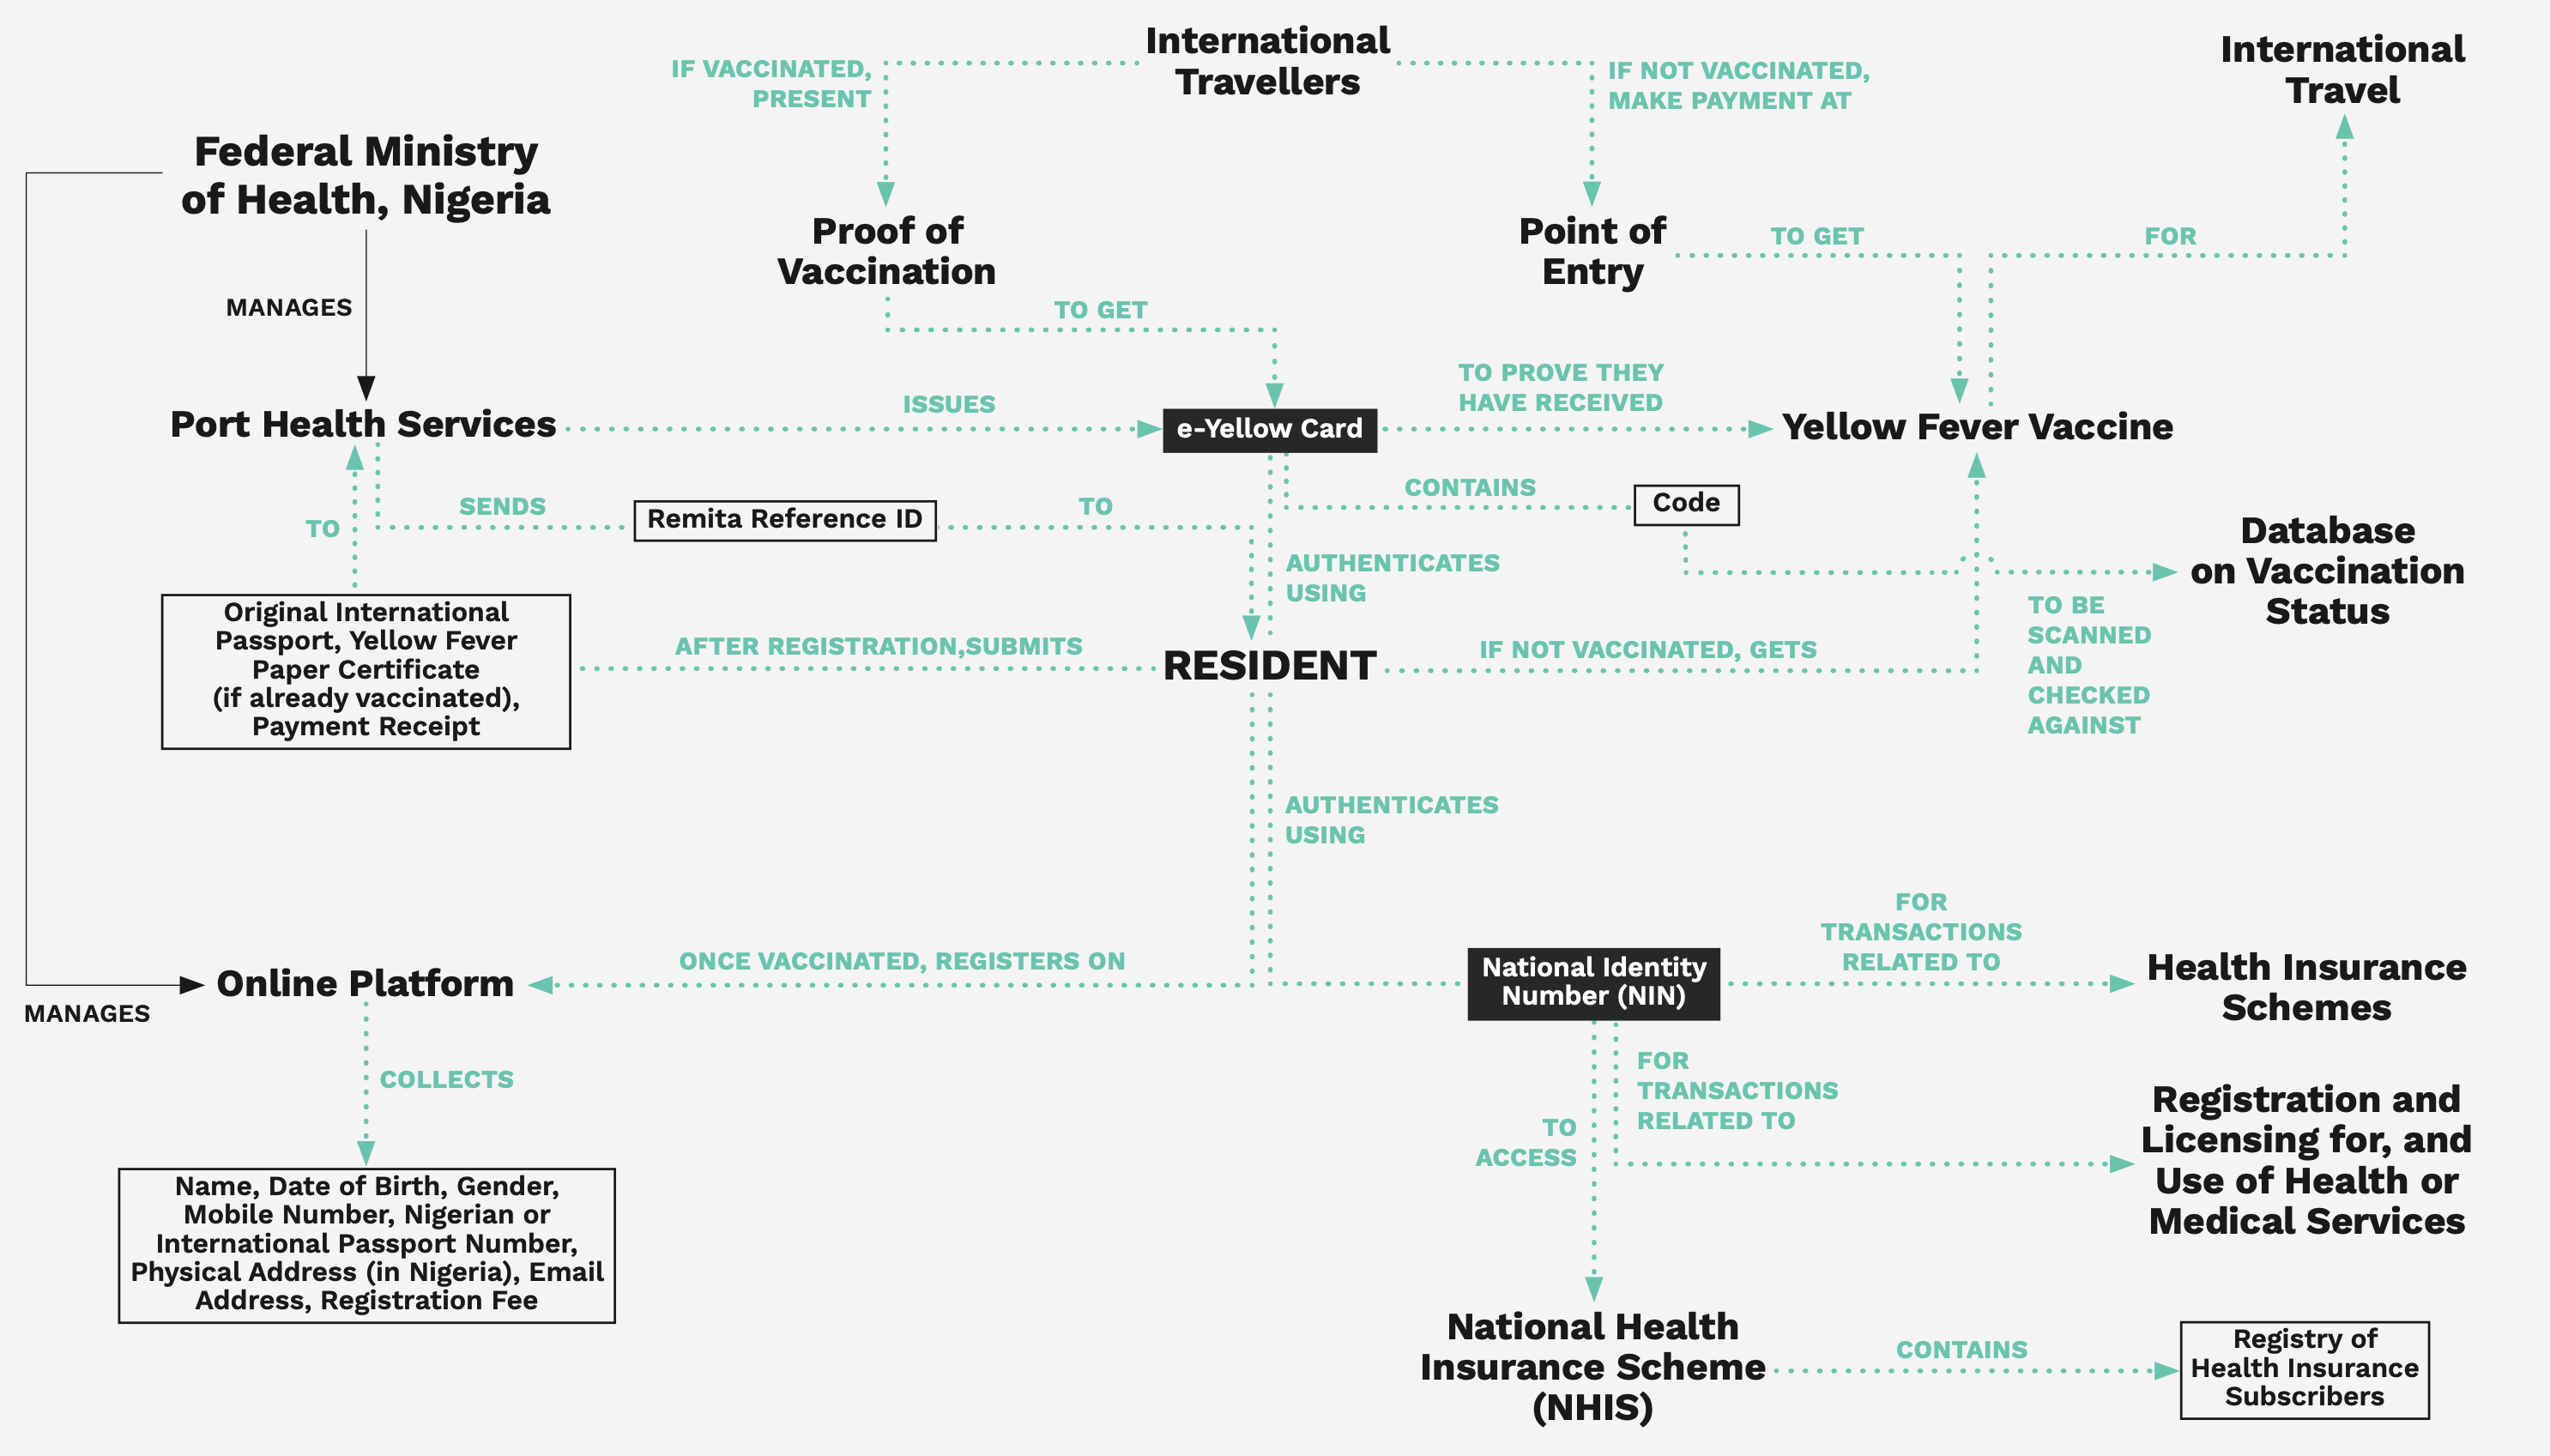 International
Travellers
International
Travel
IF VACCINATED,
PRESENT
IF NOT VACCINATED,
MAKE PAYMENT AT
Federal Ministry
of Health, Nigeria
Proof of
Vaccination
Point of
Entry
TO GET
FOR
MANAGES
TO GET
TO PROVE THEY
HAVE RECEIVED
Port Health Services
ISSUES
e-Yellow Card
Yellow Fever Vaccine
CONTAINS
Code
SENDS
Remita Reference ID
TO
TO
Database
on Vaccination
Status
AUTHENTICATES
USING
Original International
Passport, Yellow Fever
Paper Certificate
(if already vaccinated),
Payment Receipt
AFTER REGISTRATION,SUBMITS
RESIDENT
IF NOT VACCINATED, GETS
TO BE
SCANNED
AND
CHECKED
AGAINST
AUTHENTICATES
USING
FOR
TRANSACTIONS
RELATED TO
Online Platform
ONCE VACCINATED, REGISTERS ON
National Identity
Number (NIN)
Health Insurance
Schemes
MANAGES
COLLECTS
FOR
TRANSACTIONS
RELATED TO
TO
ACCESS
Registration and
Licensing for, and
Use of Health or
Medical Services
Name, Date of Birth, Gender,
Mobile Number, Nigerian or
International Passport Number,
Physical Address (in Nigeria), Email
Address, Registration Fee
National Health
Insurance Scheme
(NHIS)
CONTAINS
Registry of
Health Insurance
Subscribers